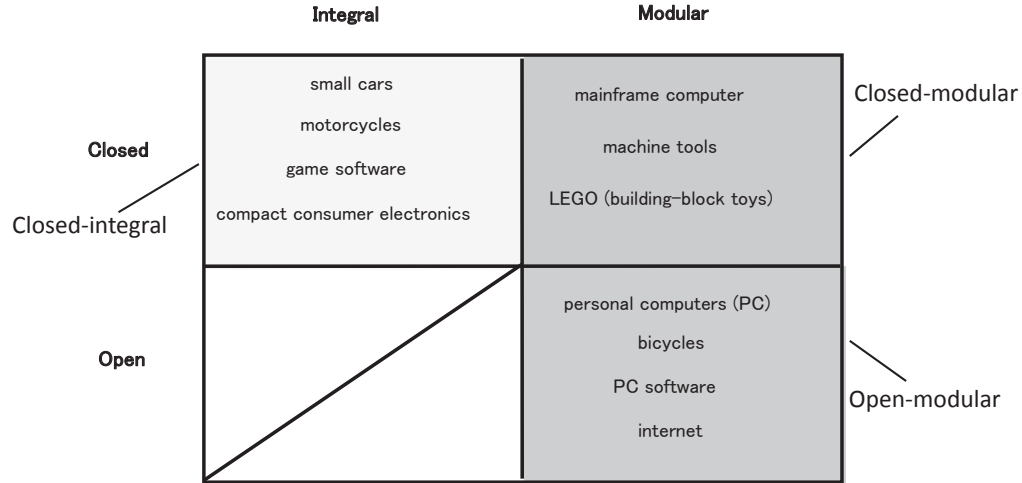 Integral
Modular
small cars
motorcycles
game software
compact consumer electronics
mainframe computer
machine tools
LEGO (building-block toys)
Closed
Closed-integral
Closed-modular
personal computers (PC)
bicycles
PC software
internet
Open
Open-modular